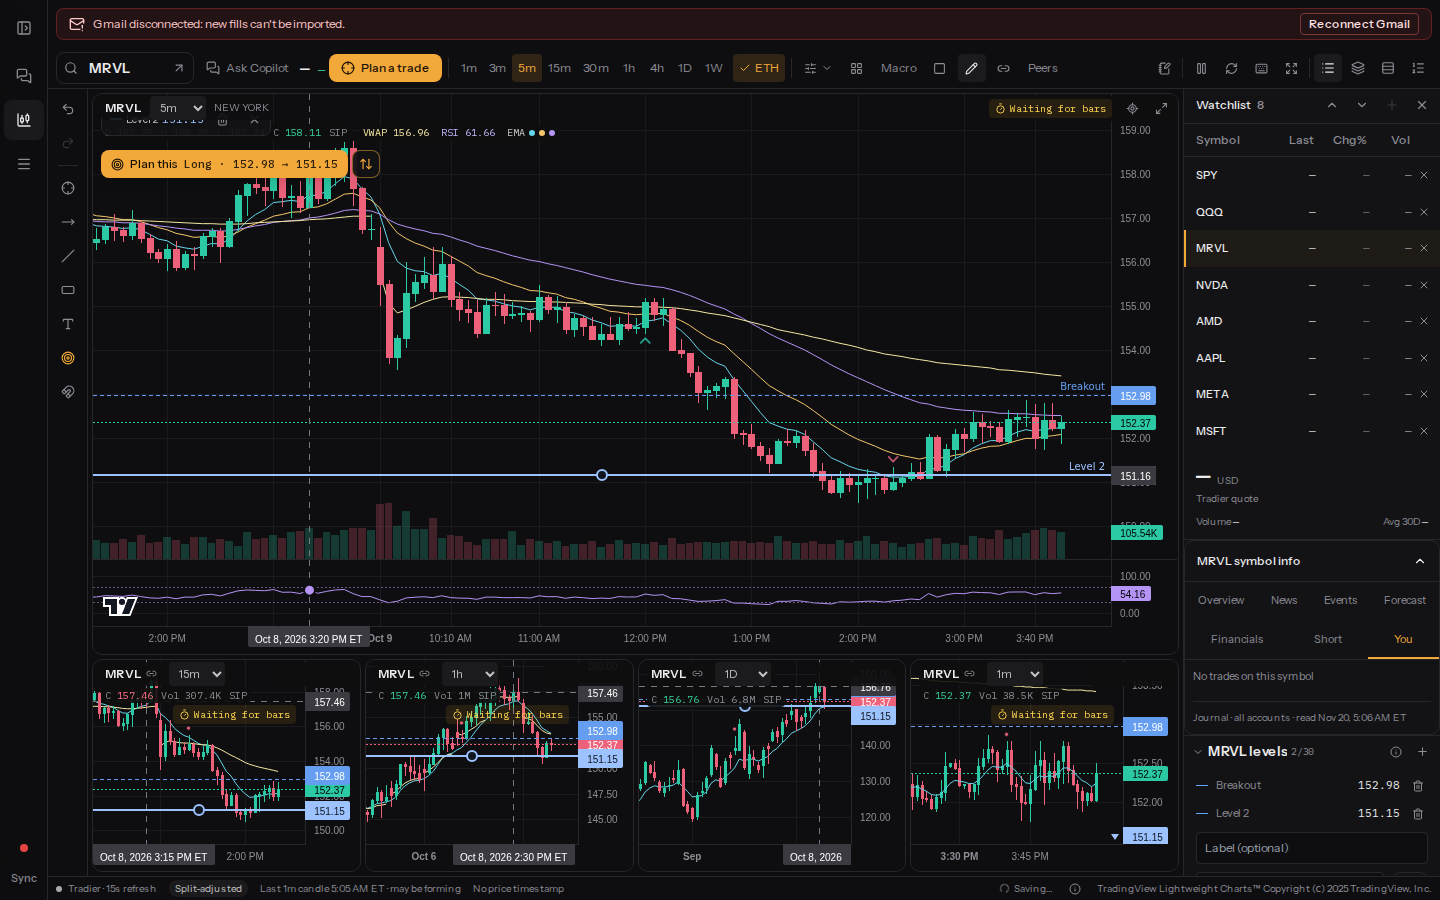 Gmail disconnected: new fills can't be imported.
Reconnect Gmail
MRVL
Ask Copilot
Plan a trade
1m 3m 5m 15m 30m 1h 4h 1D 1W
ETH
Macro
Peers
MRVL 5m NEW YORK
Waiting for bars
Level 2 151.15
C 158.11 SIP VWAP 156.96 RSI 61.66 EMA
Plan this Long · 152.98 → 151.15
159.00
158.00
157.00
156.00
155.00
154.00
Breakout 152.98
152.37
152.00
Level 2 151.16
105.54K
100.00
54.16
0.00
2:00 PM
Oct 8, 2026 3:20 PM ET
Oct 9
10:10 AM
11:00 AM
12:00 PM
1:00 PM
2:00 PM
3:00 PM
3:40 PM
MRVL 15m
C 157.46 Vol 307.4K SIP
Waiting for bars
158.00
157.46
156.00
154.00
152.98
152.37
151.15
150.00
Oct 8, 2026 3:15 PM ET
2:00 PM
MRVL 1h
C 157.46 Vol 1M SIP
Waiting for bars
157.46
155.00
152.98
152.37
151.15
150.00
147.50
145.00
Oct 6
Oct 8, 2026 2:30 PM ET
MRVL 1D
C 156.76 Vol 6.8M SIP
156.76
152.37
151.15
140.00
130.00
120.00
Sep
Oct 8, 2026
MRVL 1m
C 152.37 Vol 38.5K SIP
Waiting for bars
152.98
152.50
152.37
152.00
151.15
3:30 PM
3:45 PM
Watchlist 8
Symbol Last Chg% Vol
SPY – – –
QQQ – – –
MRVL – – –
NVDA – – –
AMD – – –
AAPL – – –
META – – –
MSFT – – –
— USD
Tradier quote
Volume – Avg 30D –
MRVL symbol info
Overview News Events Forecast
Financials Short You
No trades on this symbol
Journal · all accounts · read Nov 20, 5:06 AM ET
MRVL levels 2/30
Breakout 152.98
Level 2 151.15
Label (optional)
Sync
Tradier · 15s refresh
Split-adjusted
Last 1m candle 5:05 AM ET · may be forming
No price timestamp
Saving...
TradingView Lightweight Charts™ Copyright (c) 2025 TradingView, Inc.